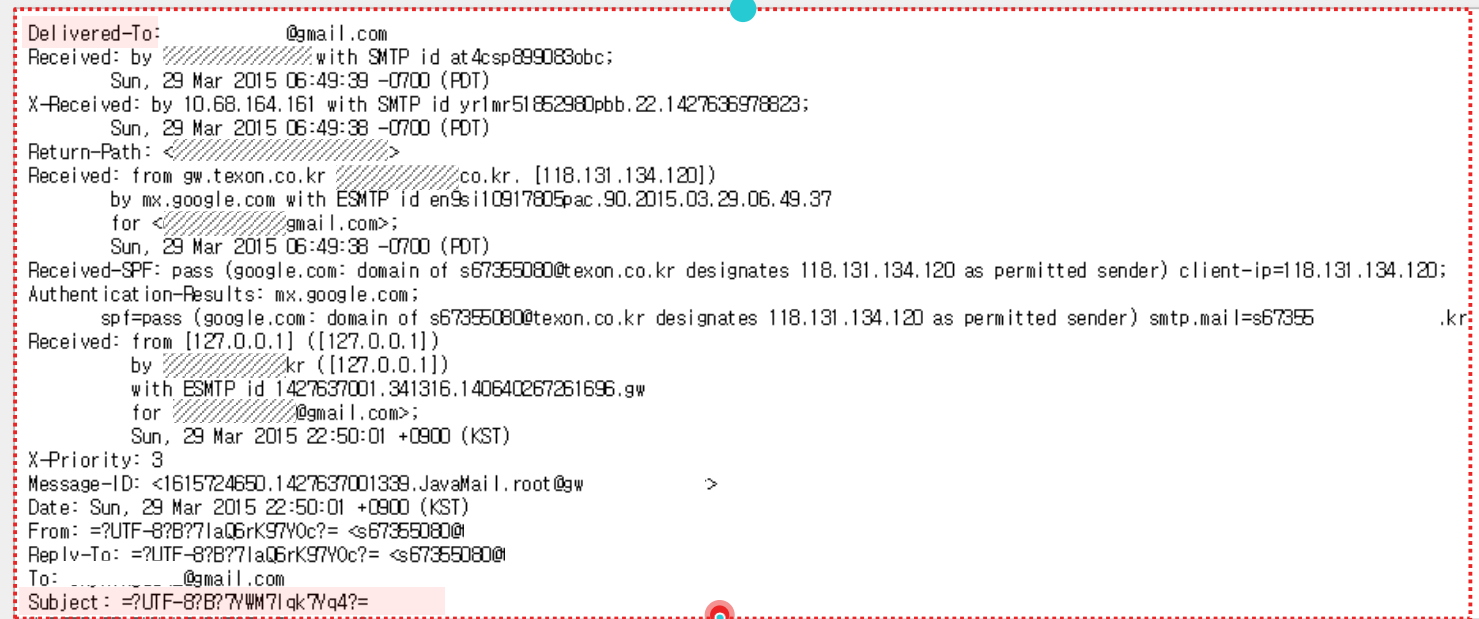 Delivered-To: @gmail.com
Received: by with SMTP id at4csp899083obc;
Sun, 29 Mar 2015 06:49:39 -0700 (PDT)
X-Received: by 10.68.164.161 with SMTP id yr1mr51852980pbb.22.1427636978823;
Sun, 29 Mar 2015 06:49:38 -0700 (PDT)
Return-Path: < >
Received: from gw.texon.co.kr co.kr. [118.131.134.120])
by mx.google.com with ESMTP id en9si10917805pac.90.2015.03.29.06.49.37
for < gmail.com>;
Sun, 29 Mar 2015 06:49:38 -0700 (PDT)
Received-SPF: pass (google.com: domain of s67355080@texon.co.kr designates 118.131.134.120 as permitted sender) client-ip=118.131.134.120;
Authentication-Results: mx.google.com;
spf=pass (google.com: domain of s67355080@texon.co.kr designates 118.131.134.120 as permitted sender) smtp.mail=s67355 .kr
Received: from [127.0.0.1] ([127.0.0.1])
by kr ([127.0.0.1])
with ESMTP id 1427637001.341316.140640267261696.gw
for @gmail.com>;
Sun, 29 Mar 2015 22:50:01 +0900 (KST)
X-Priority: 3
Message-ID: <1615724650.1427637001339.JavaMail.root@gw >
Date: Sun, 29 Mar 2015 22:50:01 +0900 (KST)
From: =?UTF-8?B?7IaQ6rK97Y0c?= <s67355080@
Reply-To: =?UTF-8?B?7IaQ6rK97Y0c?= <s67355080@
To: @gmail.com
Subject: =?UTF-8?B?7YWM7Iqk7Yq4?=